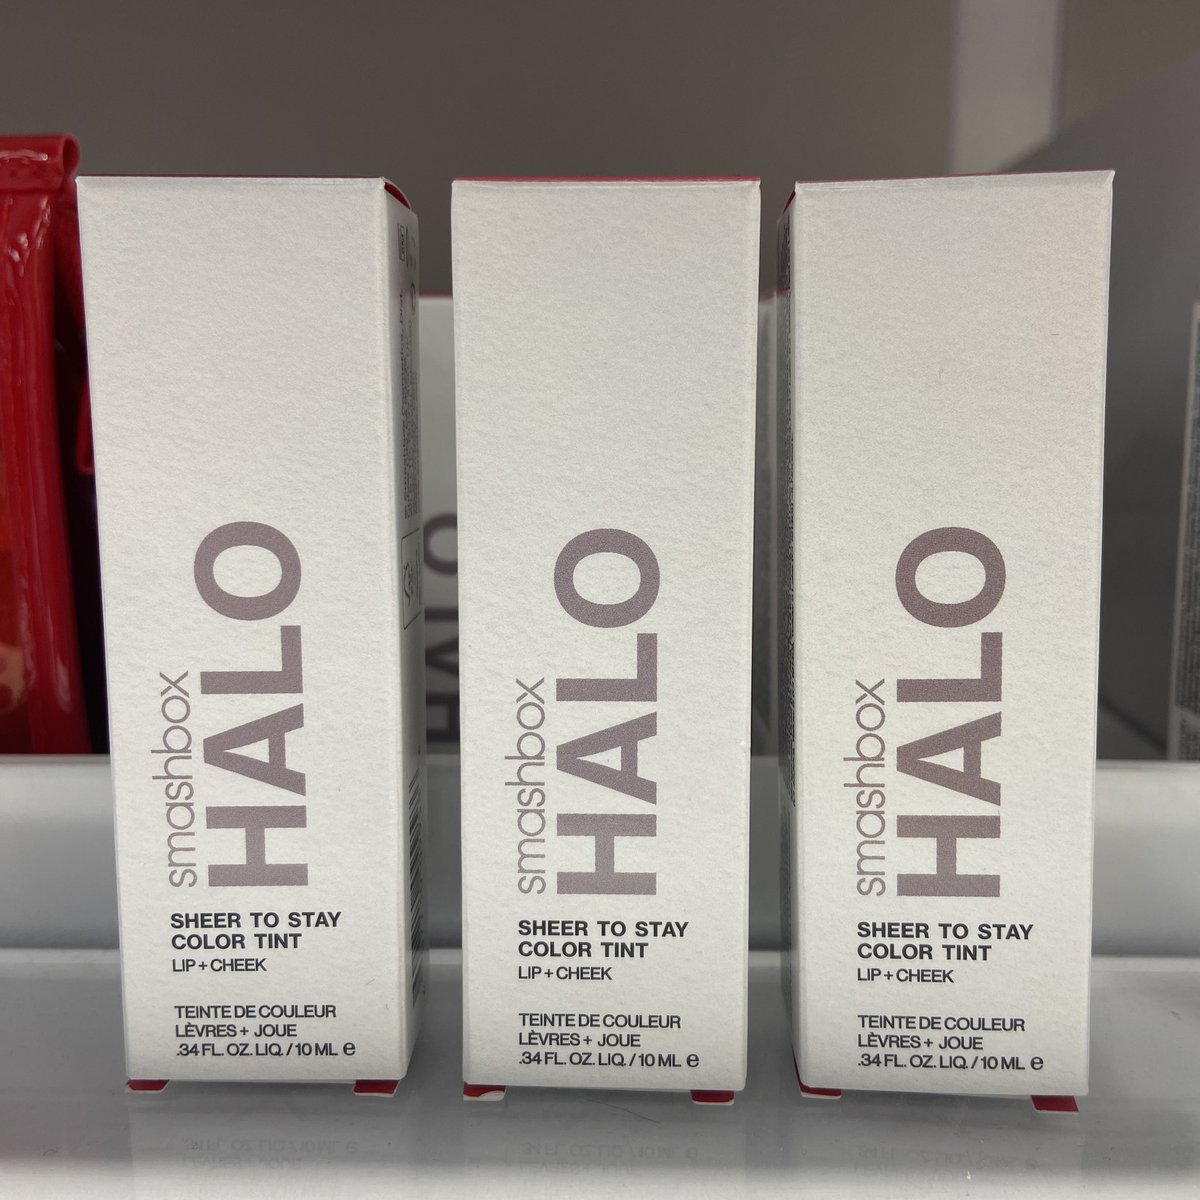 smashbox
HALO
SHEER TO STAY
COLOR TINT
LIP + CHEEK
TEINTE DE COULEUR
LÈVRES + JOUE
.34 FL. OZ. LIQ. / 10 ML ℮
smashbox
HALO
SHEER TO STAY
COLOR TINT
LIP + CHEEK
TEINTE DE COULEUR
LÈVRES + JOUE
.34 FL. OZ. LIQ. / 10 ML ℮
smashbox
HALO
SHEER TO STAY
COLOR TINT
LIP + CHEEK
TEINTE DE COULEUR
LÈVRES + JOUE
.34 FL. OZ. LIQ. / 10 ML ℮